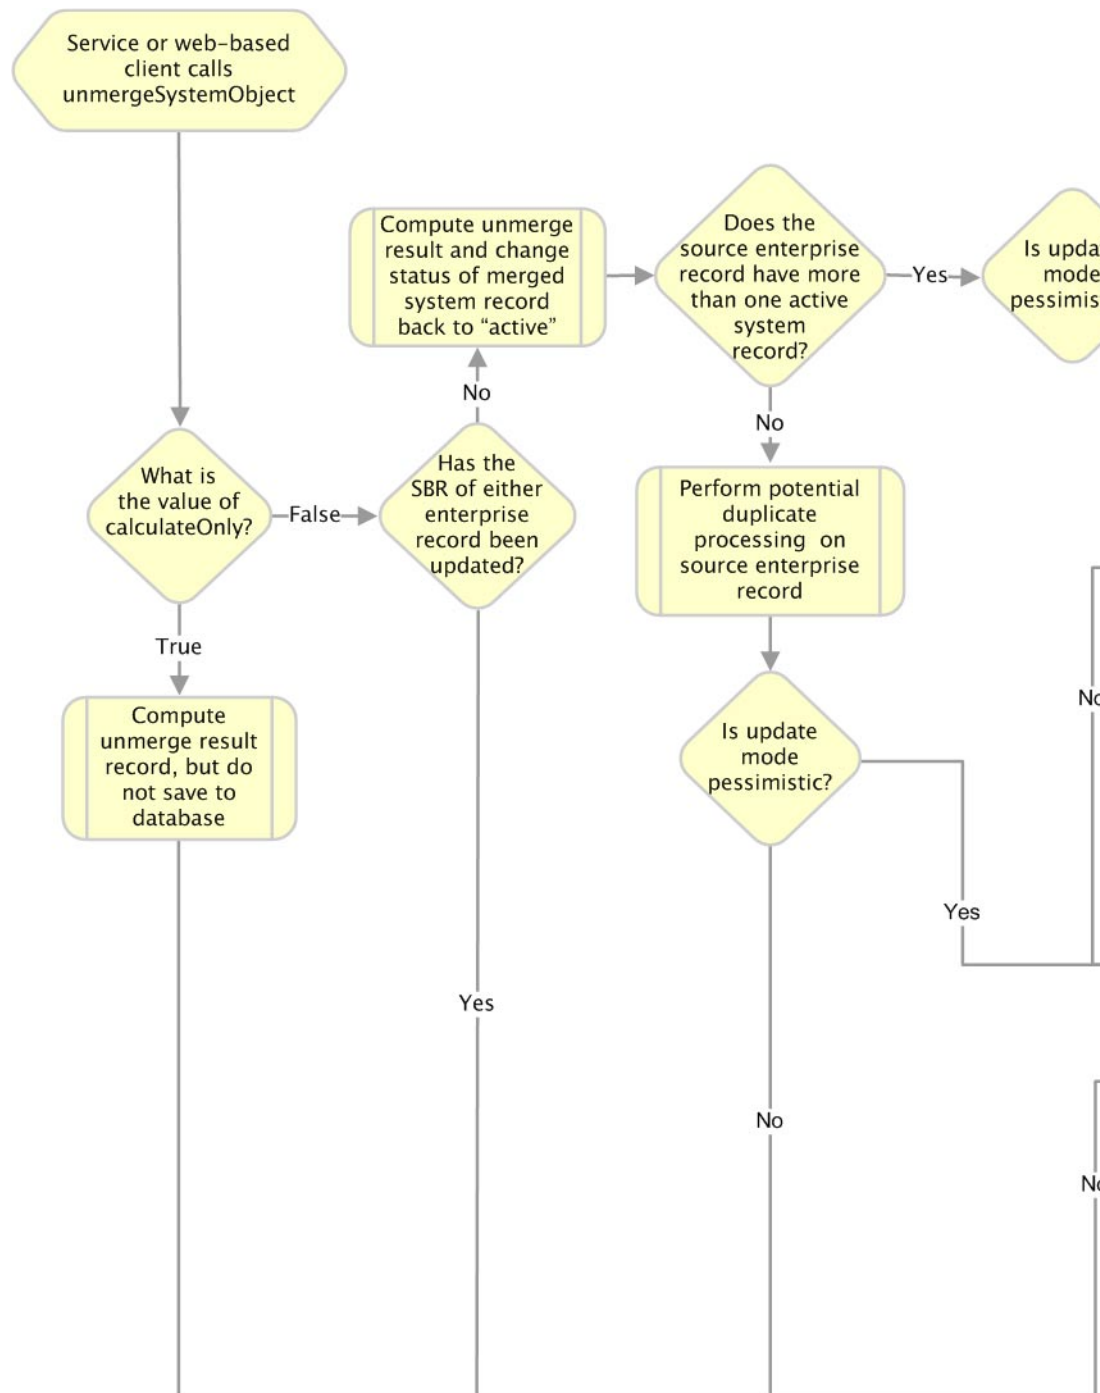 Service or web-based
client calls
unmergeSystemObject
What is
the value of
calculateOnly?
False
True
Compute
unmerge result
record, but do
not save to
database
Has the
SBR of either
enterprise
record been
updated?
No
Yes
Compute unmerge
result and change
status of merged
system record
back to “active”
Does the
source enterprise
record have more
than one active
system
record?
Yes
No
Perform potential
duplicate
processing on
source enterprise
record
Is update
mode
pessimistic?
Yes
No
Is
mode
No
No